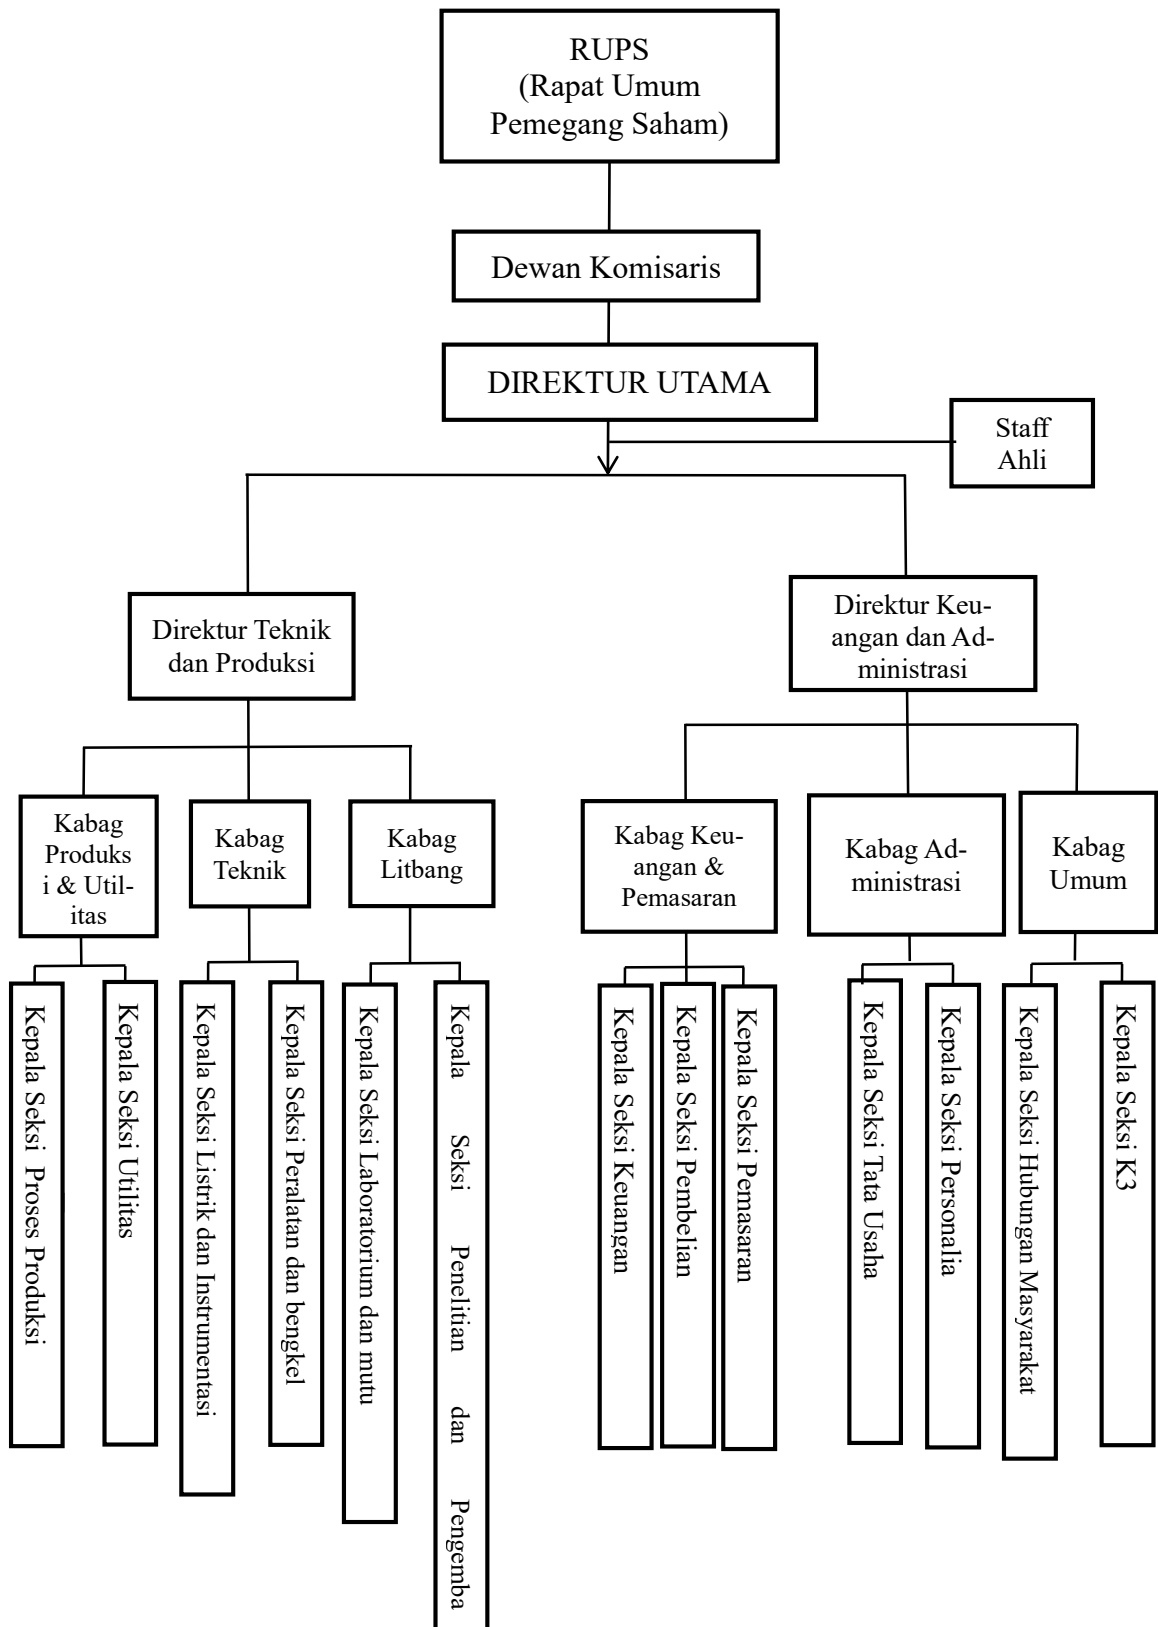 RUPS
(Rapat Umum
Pemegang Saham)
Dewan Komisaris
DIREKTUR UTAMA
Staff
Ahli
Direktur Teknik
dan Produksi
Direktur Keu-
angan dan Ad-
ministrasi
Kabag
Produks
i & Util-
itas
Kabag
Teknik
Kabag
Litbang
Kabag Keu-
angan &
Pemasaran
Kabag Ad-
ministrasi
Kabag
Umum
Kepala Seksi Proses Produksi
Kepala Seksi Utilitas
Kepala Seksi Listrik dan Instrumentasi
Kepala Seksi Peralatan dan bengkel
Kepala Seksi Laboratorium dan mutu
Kepala Seksi Penelitian dan Pengemba
Kepala Seksi Keuangan
Kepala Seksi Pembelian
Kepala Seksi Pemasaran
Kepala Seksi Tata Usaha
Kepala Seksi Personalia
Kepala Seksi Hubungan Masyarakat
Kepala Seksi K3